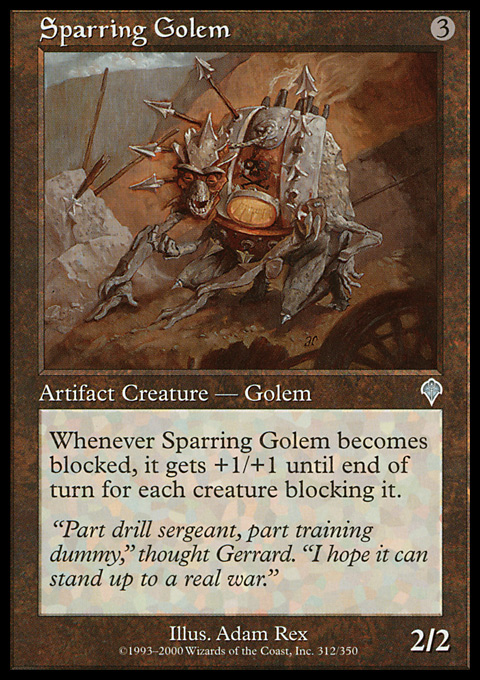 Sparring Golem 3
Artifact Creature — Golem
Whenever Sparring Golem becomes
blocked, it gets +1/+1 until end of
turn for each creature blocking it.
“Part drill sergeant, part training
dummy,” thought Gerrard. “I hope it can
stand up to a real war.”
Illus. Adam Rex
©1993–2000 Wizards of the Coast, Inc. 312/350
2/2